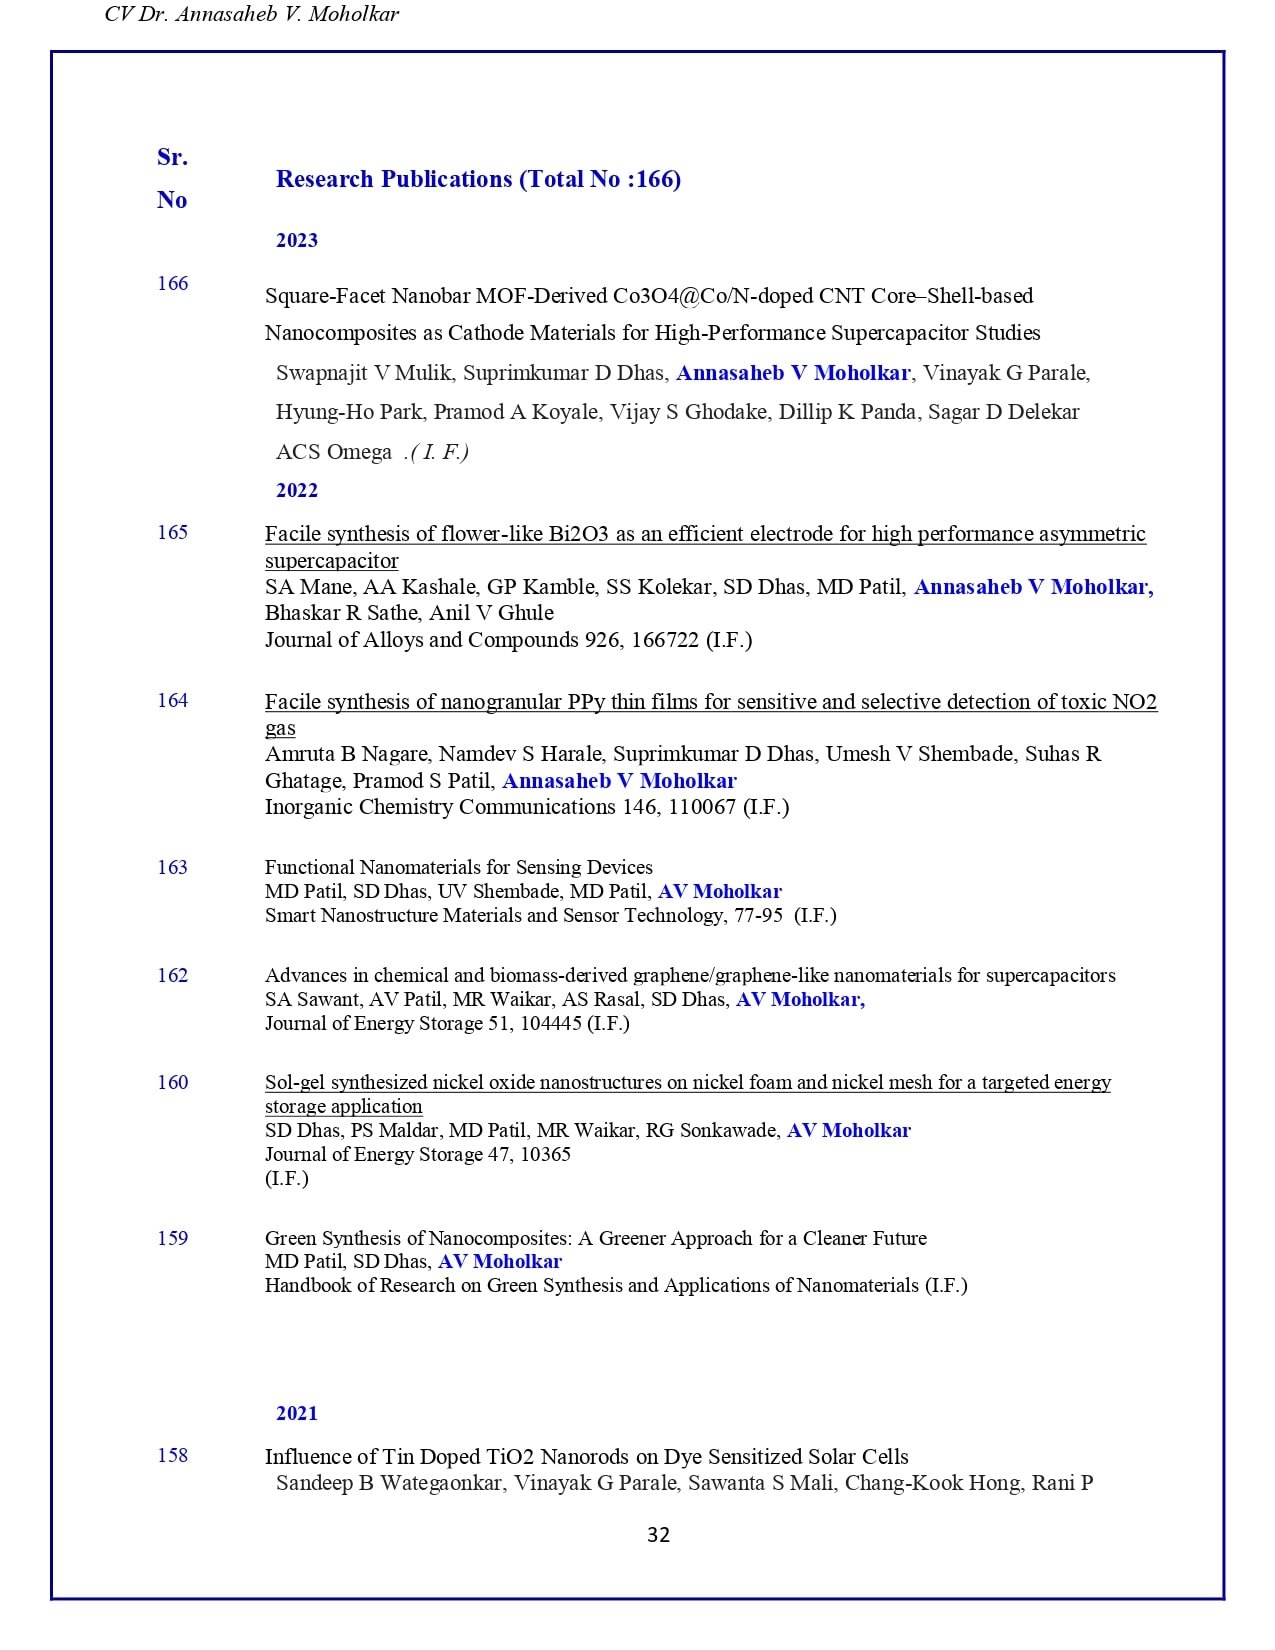 CV Dr. Annasaheb V. Moholkar
Sr.
No
Research Publications (Total No :166)
2023
166
Square-Facet Nanobar MOF-Derived Co3O4@Co/N-doped CNT Core–Shell-based
Nanocomposites as Cathode Materials for High-Performance Supercapacitor Studies
Swapnajit V Mulik, Suprimkumar D Dhas, Annasaheb V Moholkar, Vinayak G Parale,
Hyung-Ho Park, Pramod A Koyale, Vijay S Ghodake, Dillip K Panda, Sagar D Delekar
ACS Omega .( I. F.)
2022
165
Facile synthesis of flower-like Bi2O3 as an efficient electrode for high performance asymmetric
supercapacitor
SA Mane, AA Kashale, GP Kamble, SS Kolekar, SD Dhas, MD Patil, Annasaheb V Moholkar,
Bhaskar R Sathe, Anil V Ghule
Journal of Alloys and Compounds 926, 166722 (I.F.)
164
Facile synthesis of nanogranular PPy thin films for sensitive and selective detection of toxic NO2
gas
Amruta B Nagare, Namdev S Harale, Suprimkumar D Dhas, Umesh V Shembade, Suhas R
Ghatage, Pramod S Patil, Annasaheb V Moholkar
Inorganic Chemistry Communications 146, 110067 (I.F.)
163
Functional Nanomaterials for Sensing Devices
MD Patil, SD Dhas, UV Shembade, MD Patil, AV Moholkar
Smart Nanostructure Materials and Sensor Technology, 77-95 (I.F.)
162
Advances in chemical and biomass-derived graphene/graphene-like nanomaterials for supercapacitors
SA Sawant, AV Patil, MR Waikar, AS Rasal, SD Dhas, AV Moholkar,
Journal of Energy Storage 51, 104445 (I.F.)
160
Sol-gel synthesized nickel oxide nanostructures on nickel foam and nickel mesh for a targeted energy
storage application
SD Dhas, PS Maldar, MD Patil, MR Waikar, RG Sonkawade, AV Moholkar
Journal of Energy Storage 47, 10365
(I.F.)
159
Green Synthesis of Nanocomposites: A Greener Approach for a Cleaner Future
MD Patil, SD Dhas, AV Moholkar
Handbook of Research on Green Synthesis and Applications of Nanomaterials (I.F.)
2021
158
Influence of Tin Doped TiO2 Nanorods on Dye Sensitized Solar Cells
Sandeep B Wategaonkar, Vinayak G Parale, Sawanta S Mali, Chang-Kook Hong, Rani P
32